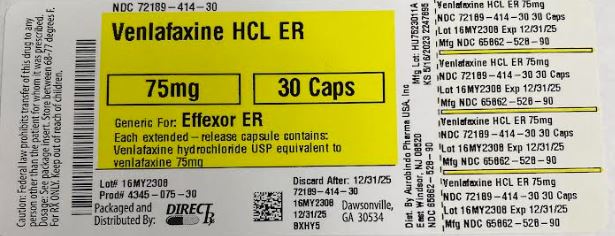 NDC 72189-414-30
Venlafaxine HCL ER
75mg
30 Caps
Generic For: Effexor ER
Each extended-release capsule contains:
Venlafaxine hydrochloride USP equivalent to
venlafaxine 75mg
Caution: Federal law prohibits transfer of this drug to any
person other than the patient for whom it was prescribed.
Dosage: See package insert. Store between 68-77 degrees F.
For RX ONLY. Keep out of reach of children.
Lot# 16MY2308
Prod# 4345-075-30
Packaged and
Distributed By:
DIRECT Rx
Discard After: 12/31/25
72189-414-30
16MY2308
12/31/25
8XHY5
Dawsonville,
GA 30534
Mfg Lot: HU7523011A
KS 5/16/2023 2247895
Dist. By Aurobindo Pharma USA, Inc
East Windsor, NJ 08520
NDC 65862-528-90
Venlafaxine HCL ER 75mg
NDC 72189-414-30 30 Caps
Lot 16MY2308 Exp 12/31/25
Mfg NDC 65862-528-90
Venlafaxine HCL ER 75mg
NDC 72189-414-30 30 Caps
Lot 16MY2308 Exp 12/31/25
Mfg NDC 65862-528-90
Venlafaxine HCL ER 75mg
NDC 72189-414-30 30 Caps
Lot 16MY2308 Exp 12/31/25
Mfg NDC 65862-528-90
Venlafaxine HCL ER 75mg
NDC 72189-414-30 30 Caps
Lot 16MY2308 Exp 12/31/25
Mfg NDC 65862-528-90